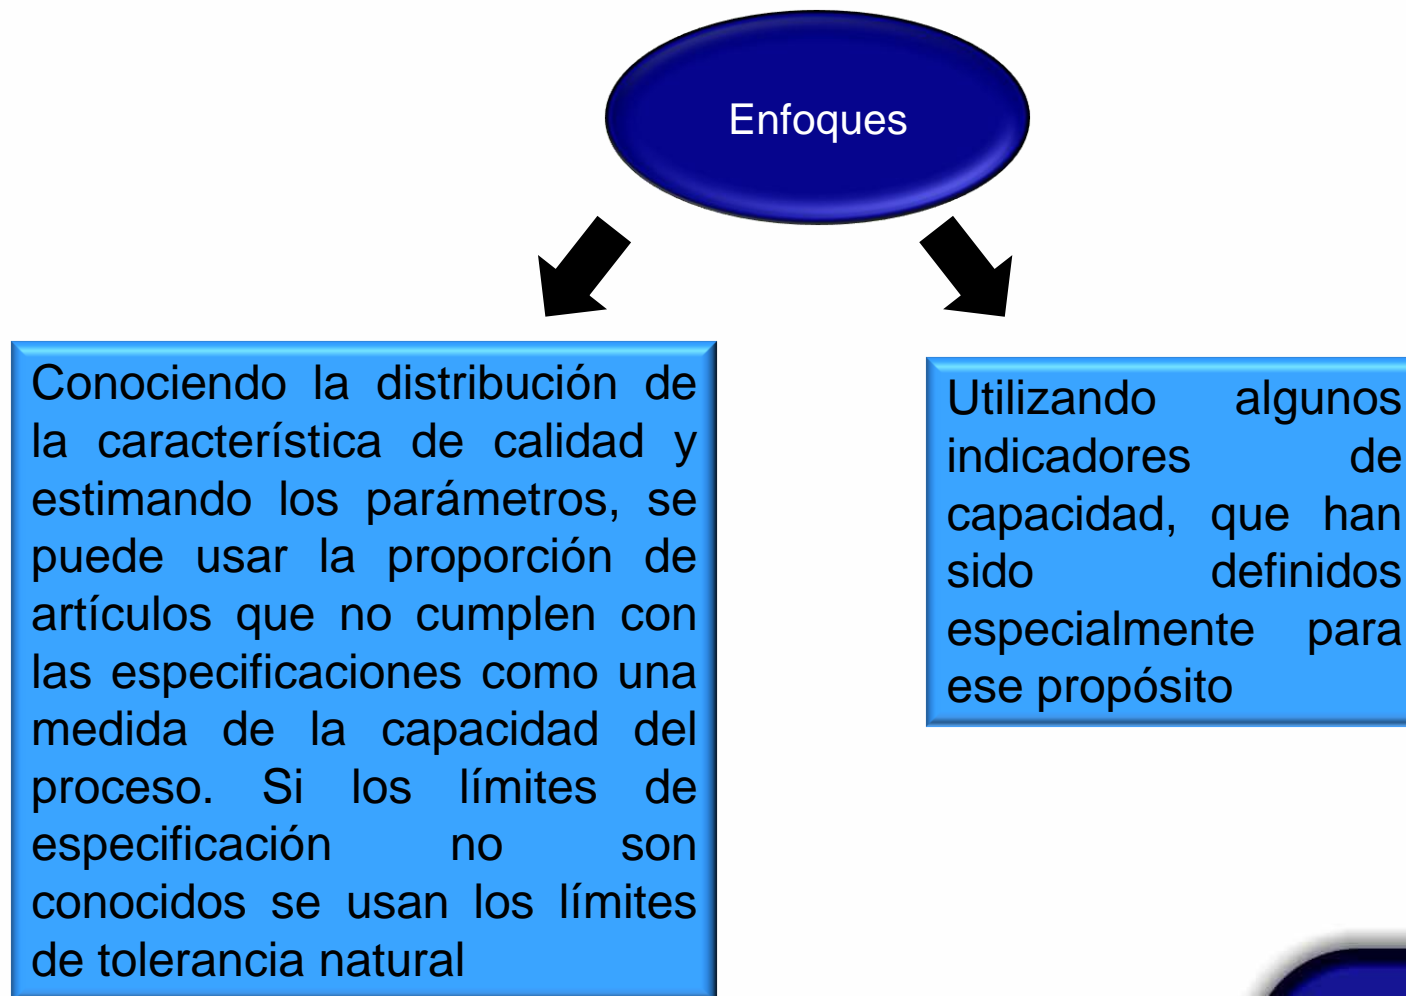 Enfoques
Conociendo la distribución de
la característica de calidad y
estimando los parámetros, se
puede usar la proporción de
artículos que no cumplen con
las especificaciones como una
medida de la capacidad del
proceso. Si los límites de
especificación no son
conocidos se usan los límites
de tolerancia natural
Utilizando algunos
indicadores de
capacidad, que han
sido definidos
especialmente para
ese propósito